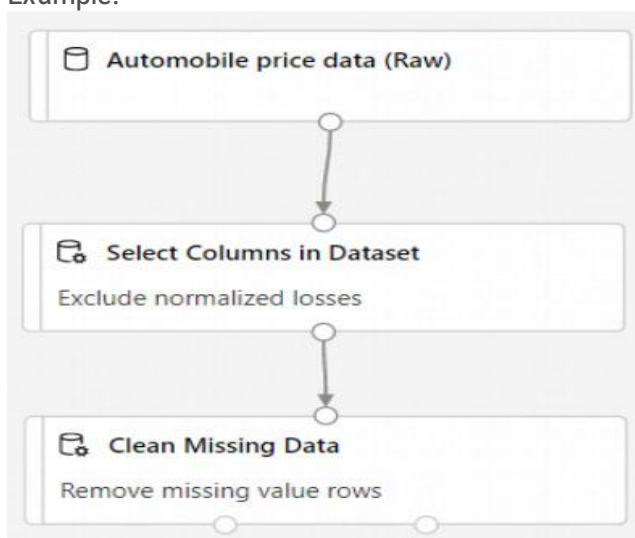 Example:
Automobile price data (Raw)
Select Columns in Dataset
Exclude normalized losses
Clean Missing Data
Remove missing value rows